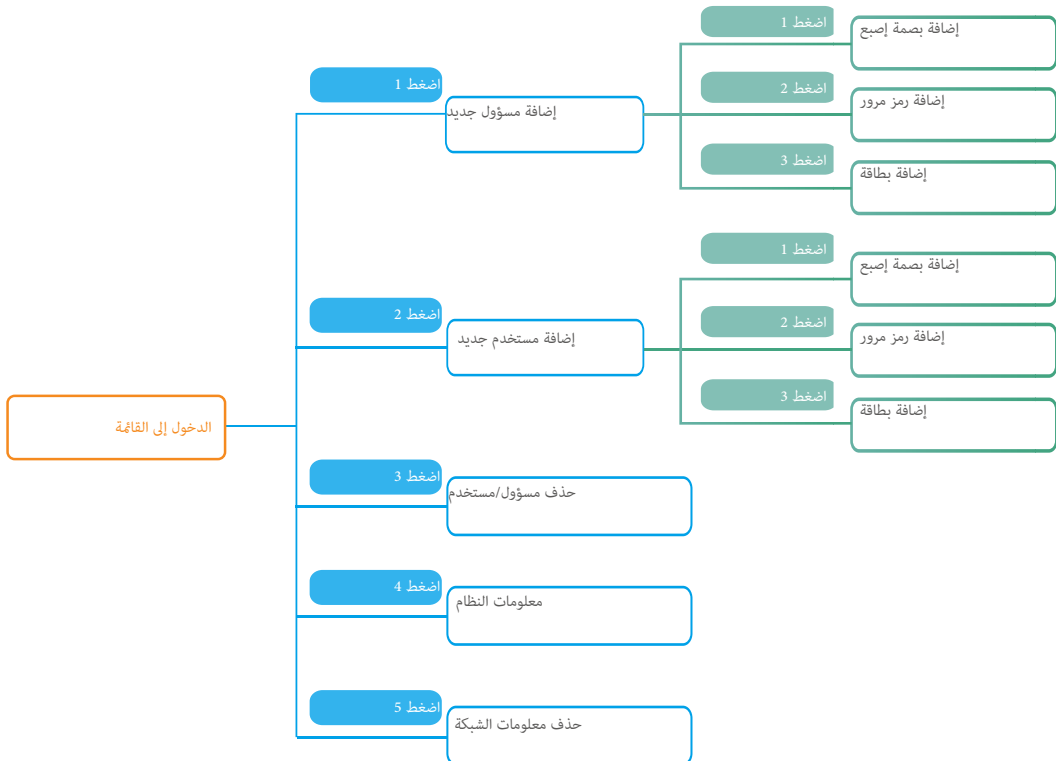 الدخول إلى القائمة
اضغط 1
إضافة مسؤول جديد
اضغط 1
إضافة بصمة إصبع
اضغط 2
إضافة رمز مرور
اضغط 3
إضافة بطاقة
اضغط 2
إضافة مستخدم جديد
اضغط 1
إضافة بصمة إصبع
اضغط 2
إضافة رمز مرور
اضغط 3
إضافة بطاقة
اضغط 3
حذف مسؤول/مستخدم
اضغط 4
معلومات النظام
اضغط 5
حذف معلومات الشبكة